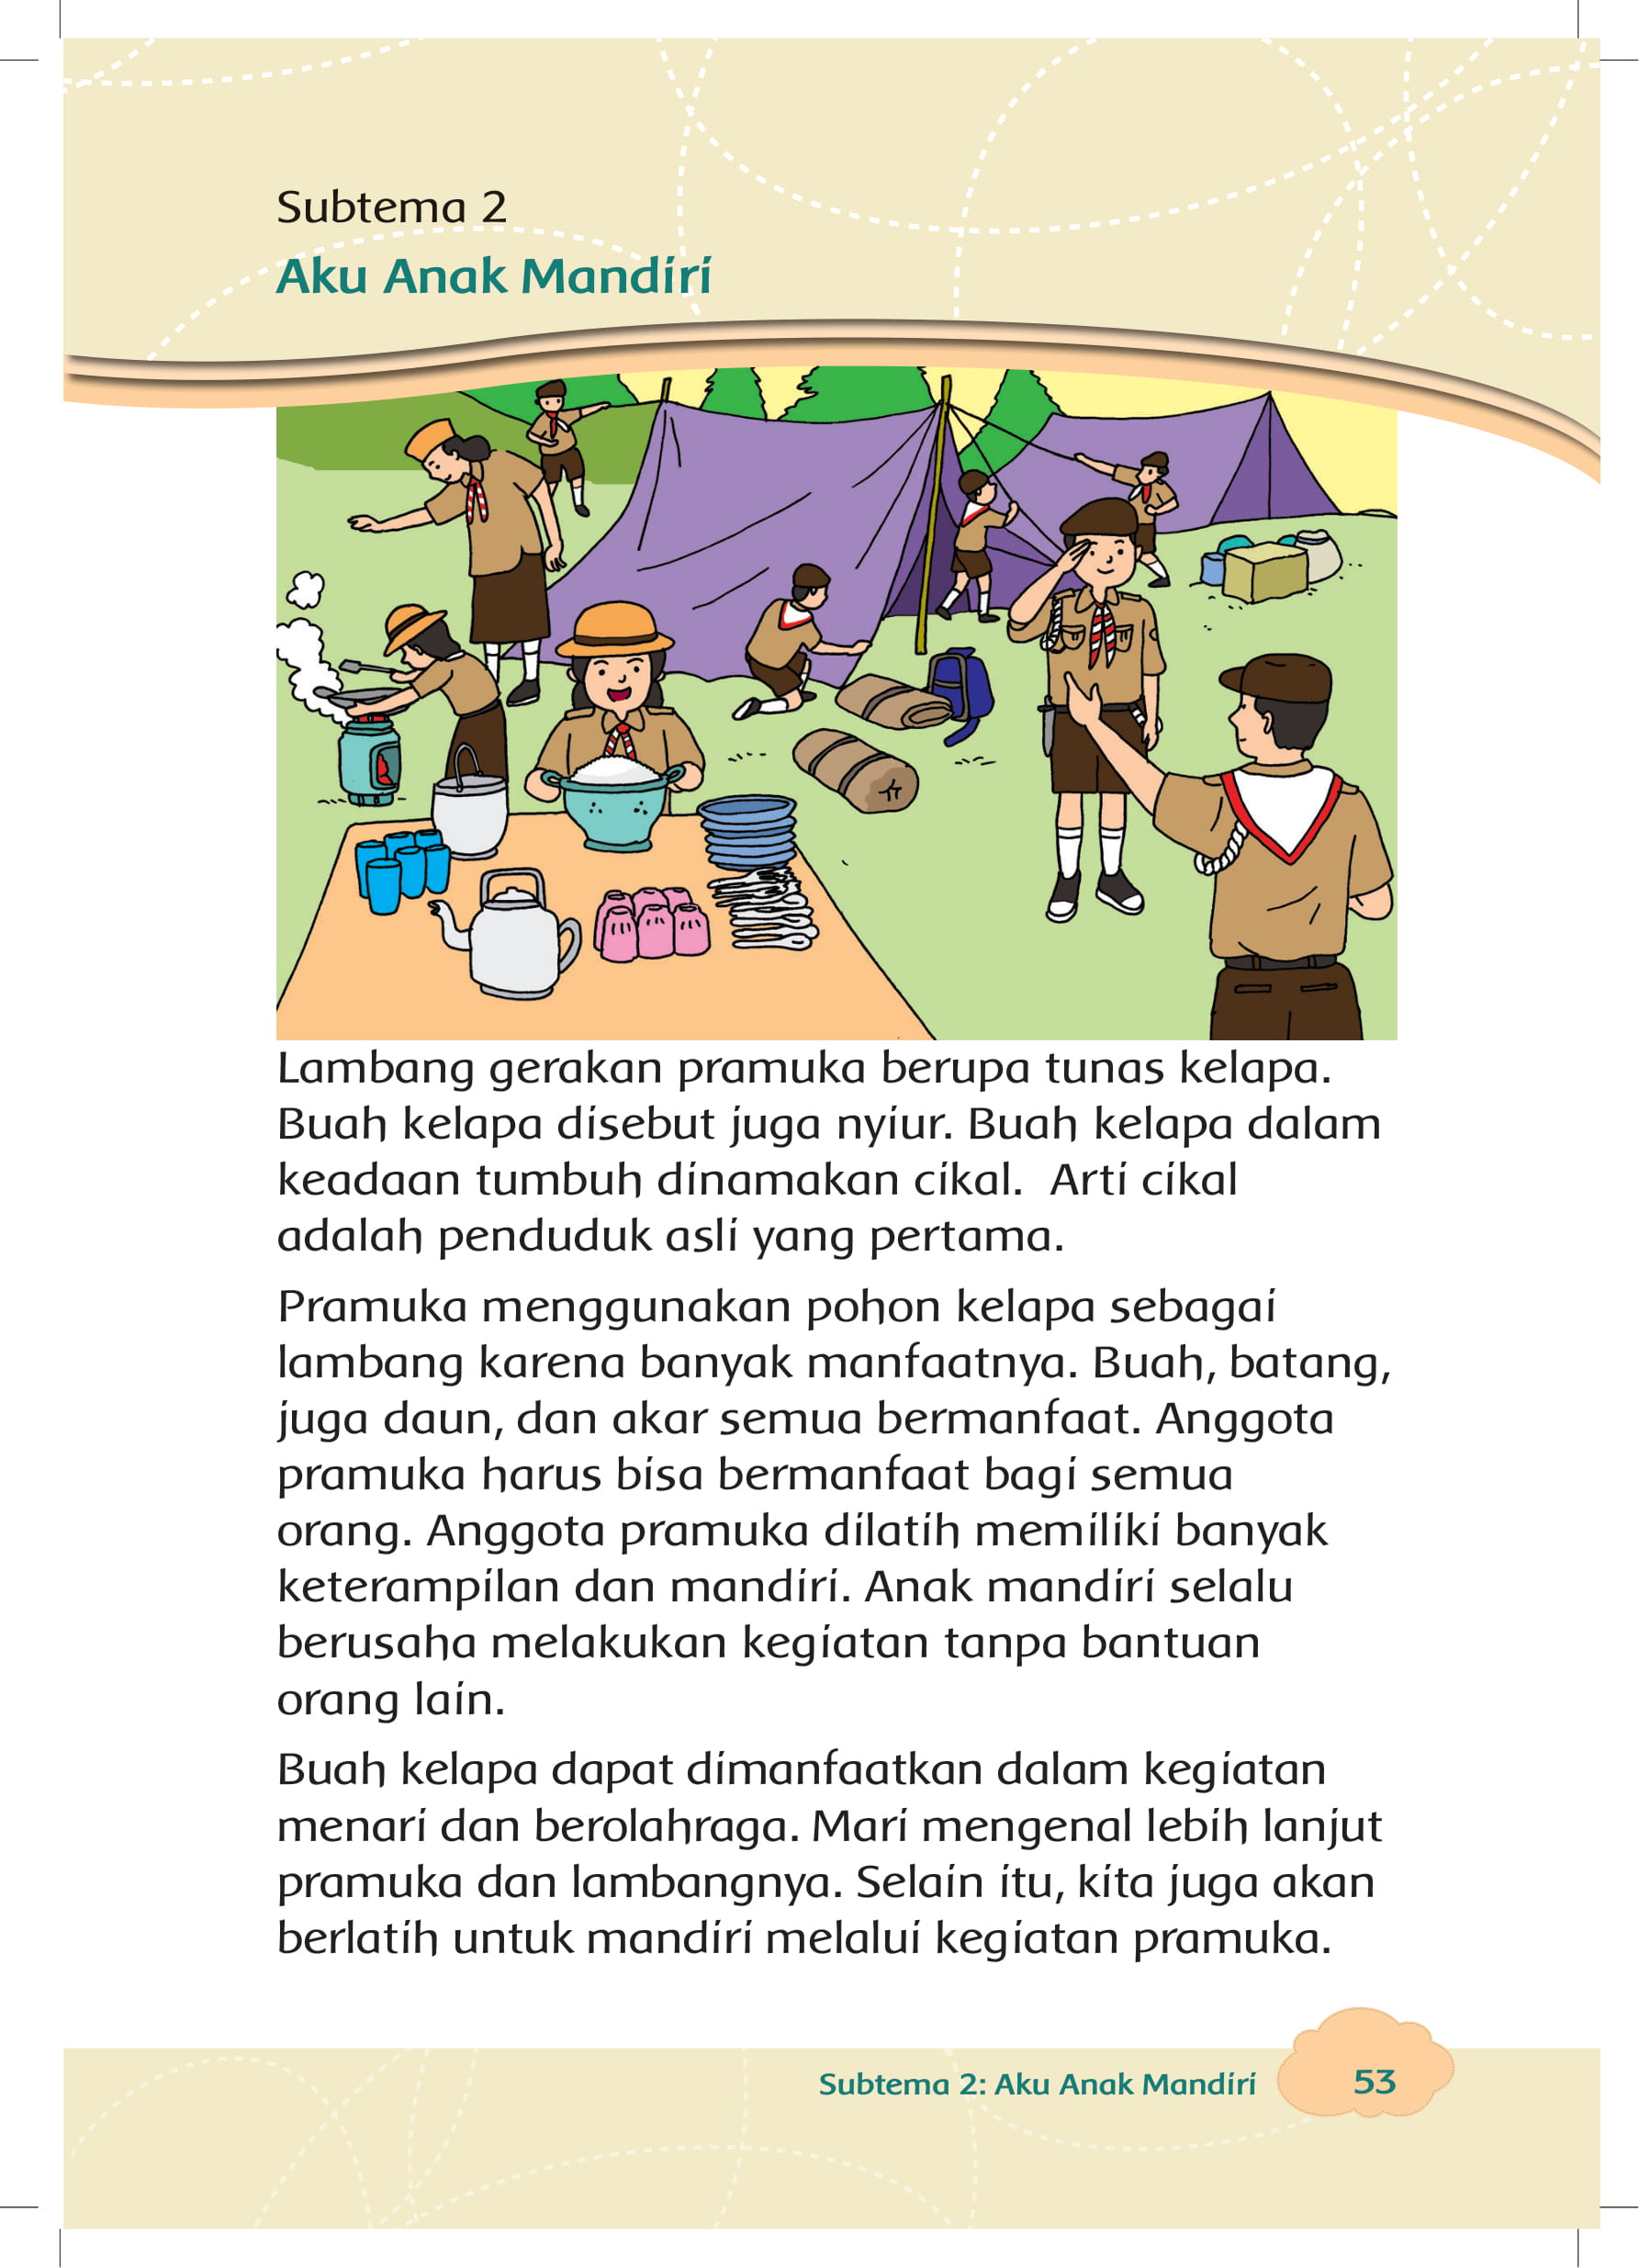 Subtema 2
Aku Anak Mandiri
Lambang gerakan pramuka berupa tunas kelapa.
Buah kelapa disebut juga nyiur. Buah kelapa dalam
keadaan tumbuh dinamakan cikal.  Arti cikal
adalah penduduk asli yang pertama.
Pramuka menggunakan pohon kelapa sebagai
lambang karena banyak manfaatnya. Buah, batang,
juga daun, dan akar semua bermanfaat. Anggota
pramuka harus bisa bermanfaat bagi semua
orang. Anggota pramuka dilatih memiliki banyak
keterampilan dan mandiri. Anak mandiri selalu
berusaha melakukan kegiatan tanpa bantuan
orang lain.
Buah kelapa dapat dimanfaatkan dalam kegiatan
menari dan berolahraga. Mari mengenal lebih lanjut
pramuka dan lambangnya. Selain itu, kita juga akan
berlatih untuk mandiri melalui kegiatan pramuka.
Subtema 2: Aku Anak Mandiri
53